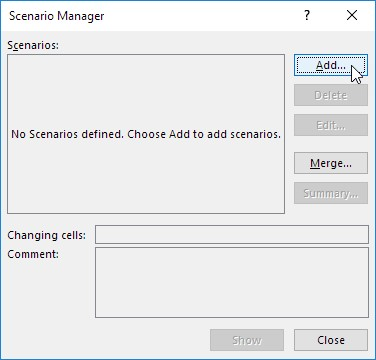 Scenario Manager ? ×
Scenarios:
Add...
Delete
No Scenarios defined. Choose Add to add scenarios.
Edit...
Merge...
Summary...
Changing cells:
Comment:
Show Close